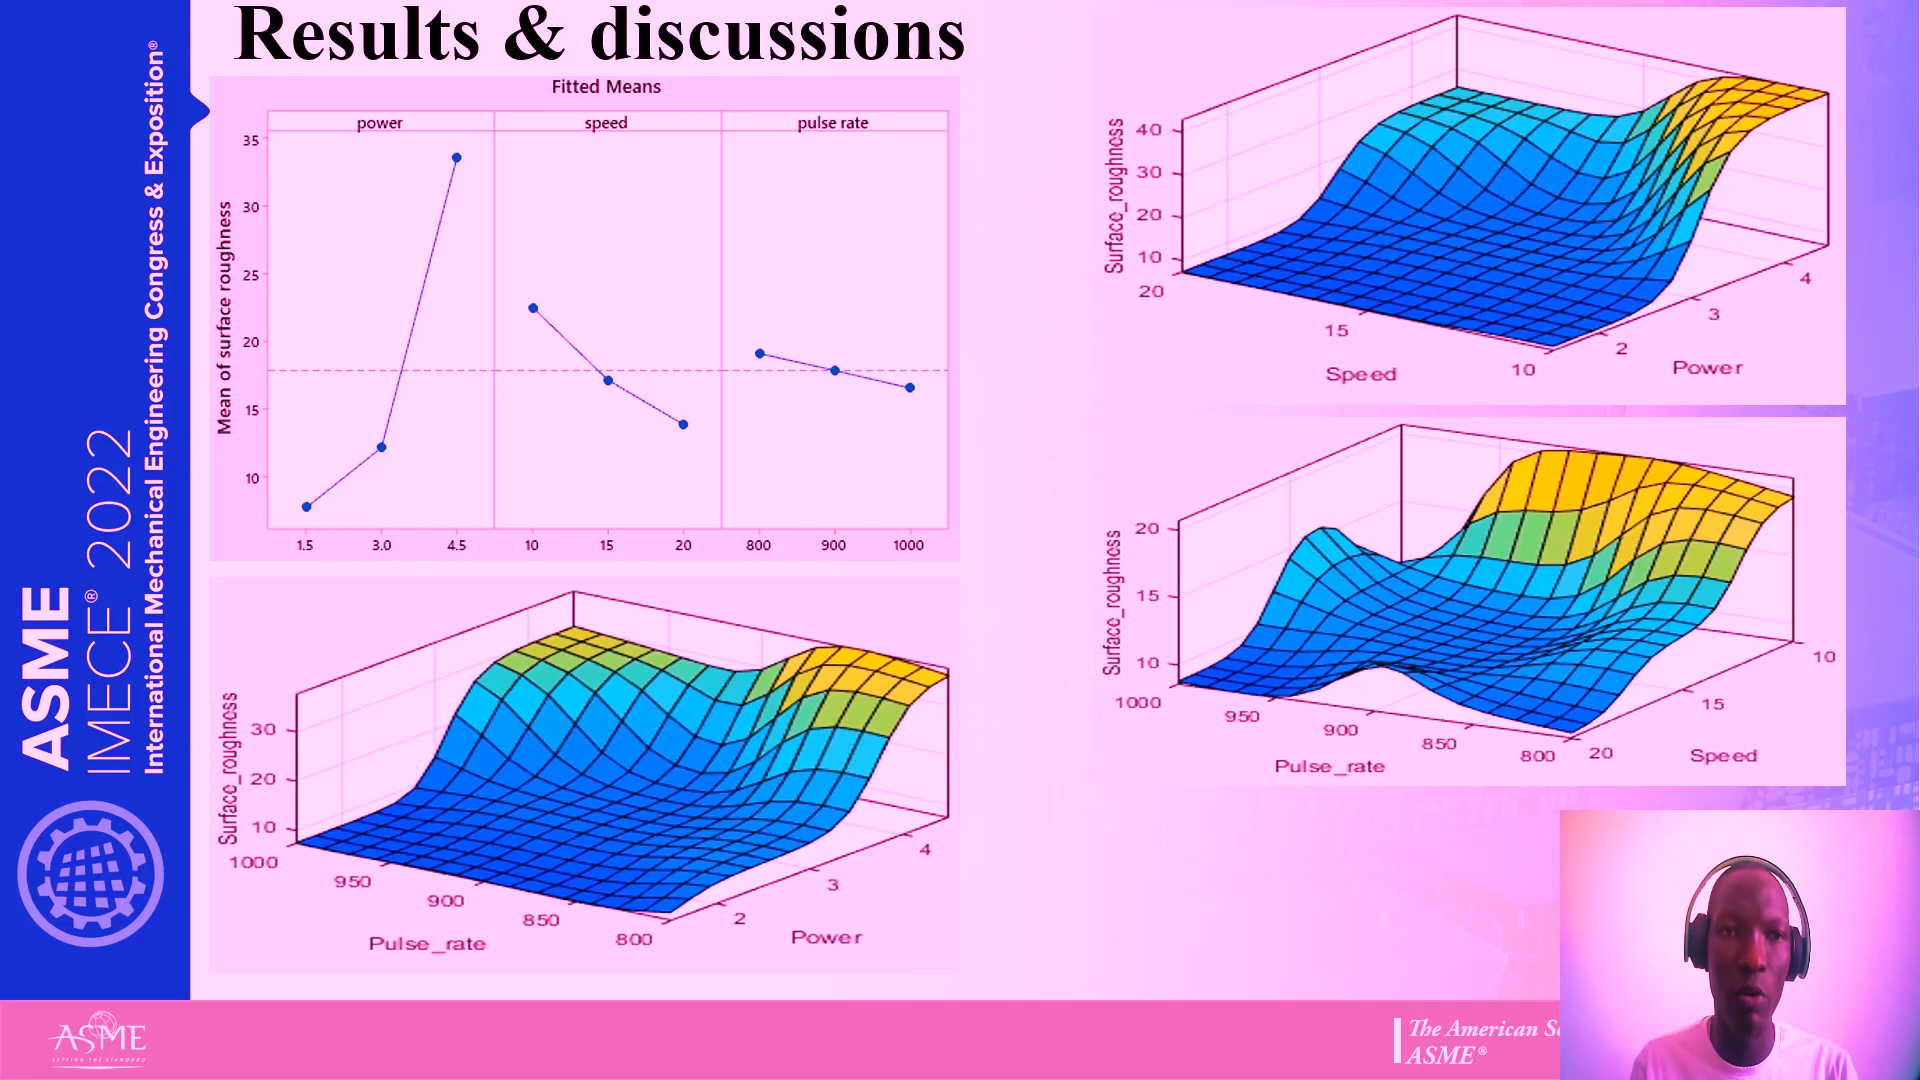 Results & discussions
ASME
IMECE® 2022
International Mechanical Engineering Congress & Exposition®
Fitted Means
power speed pulse rate
Mean of surface roughness
35
30
25
20
15
10
1.5 3.0 4.5 10 15 20 800 900 1000
Surface_roughness
40
30
20
10
20
15
10
Speed
2
3
4
Power
Surface_roughness
30
20
10
1000
950
900
850
800
Pulse_rate
2
3
4
Power
Surface_roughness
20
15
10
1000
950
900
850
800
Pulse_rate
20
15
10
Speed
ASME
SETTING THE STANDARD
The American
ASME®